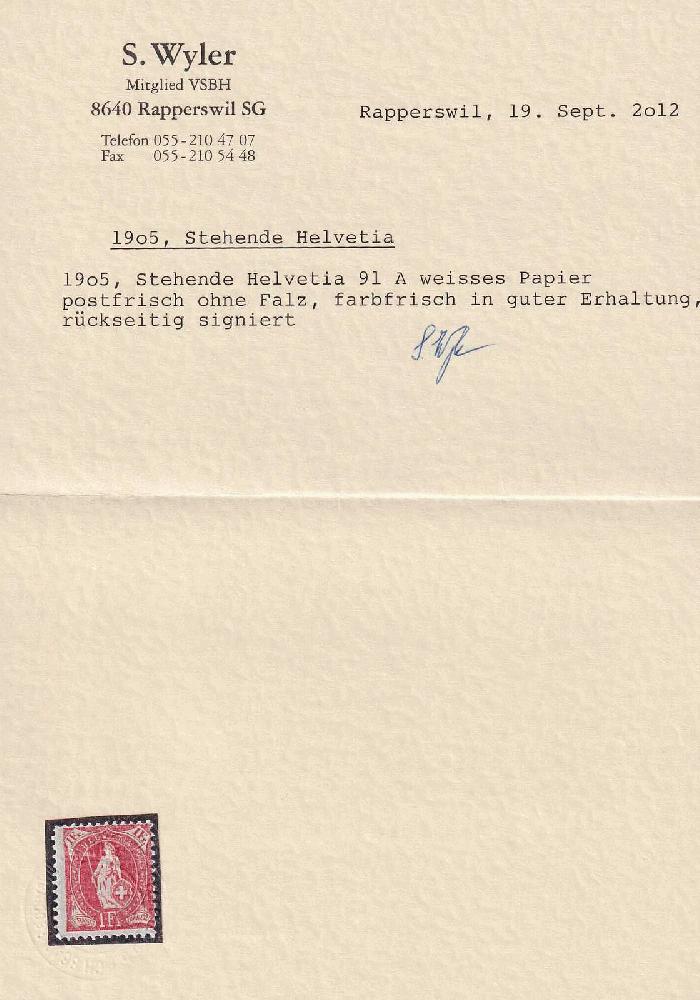 S. Wyler
Mitglied VSBH
8640 Rapperswil SG
Telefon 055-210 47 07
Fax 055-210 54 48
Rapperswil, 19. Sept. 2o12
19o5, Stehende Helvetia
19o5, Stehende Helvetia 91 A weisses Papier
postfrisch ohne Falz, farbfrisch in guter Erhaltung,
rückseitig signiert
1 Fr